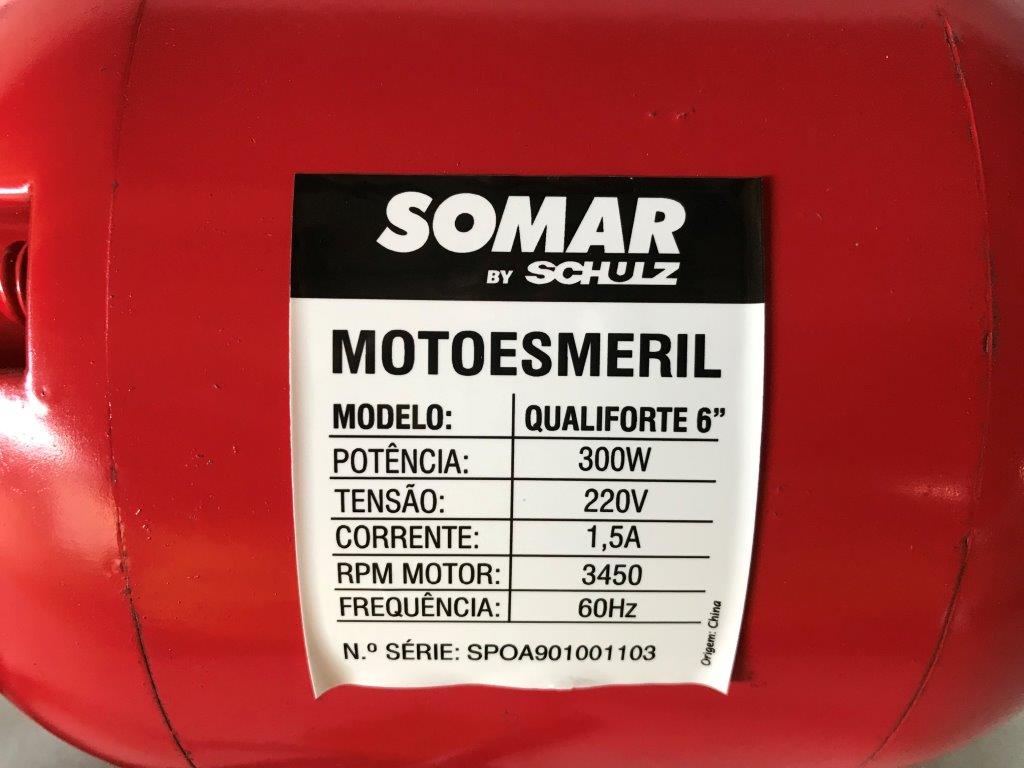 SOMAR
BY SCHULZ
MOTOESMERIL
MODELO: QUALIFORTE 6”
POTÊNCIA: 300W
TENSÃO: 220V
CORRENTE: 1,5A
RPM MOTOR: 3450
FREQUÊNCIA: 60Hz
N.º SÉRIE: SPOA901001103
Origem: China